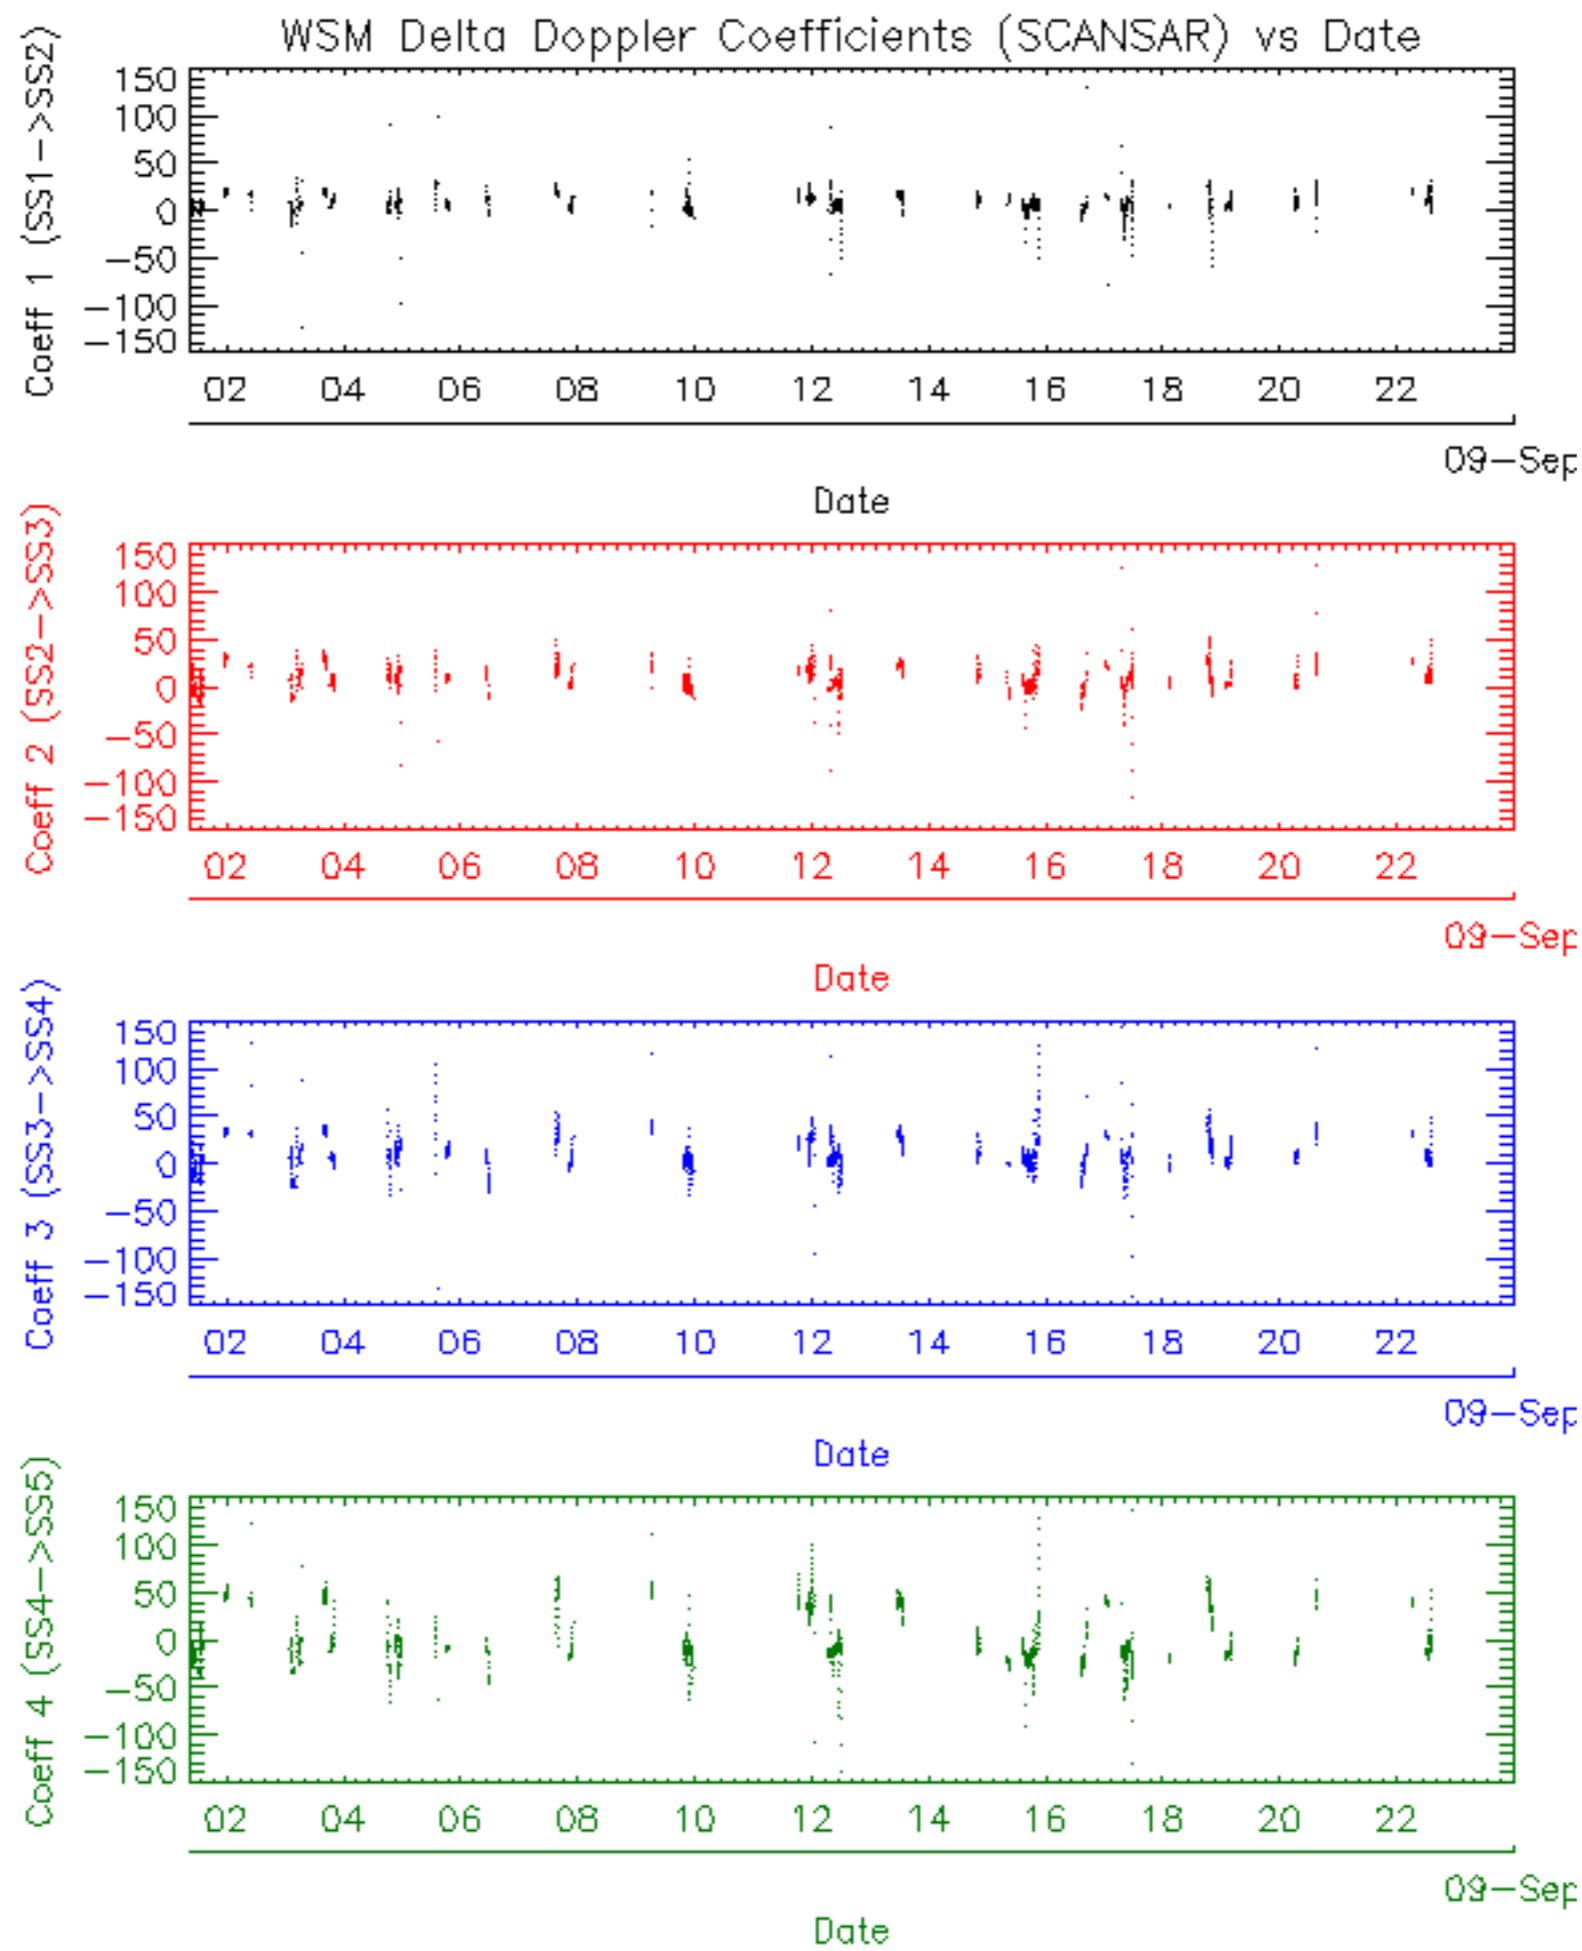 WSM Delta Doppler Coefficients (SCANSAR) vs Date
Coeff 1 (SS1->SS2)
150
100
50
0
-50
-100
-150
02 04 06 08 10 12 14 16 18 20 22
09-Sep
Date
Coeff 2 (SS2->SS3)
150
100
50
0
-50
-100
-150
02 04 06 08 10 12 14 16 18 20 22
09-Sep
Date
Coeff 3 (SS3->SS4)
150
100
50
0
-50
-100
-150
02 04 06 08 10 12 14 16 18 20 22
09-Sep
Date
Coeff 4 (SS4->SS5)
150
100
50
0
-50
-100
-150
02 04 06 08 10 12 14 16 18 20 22
09-Sep
Date